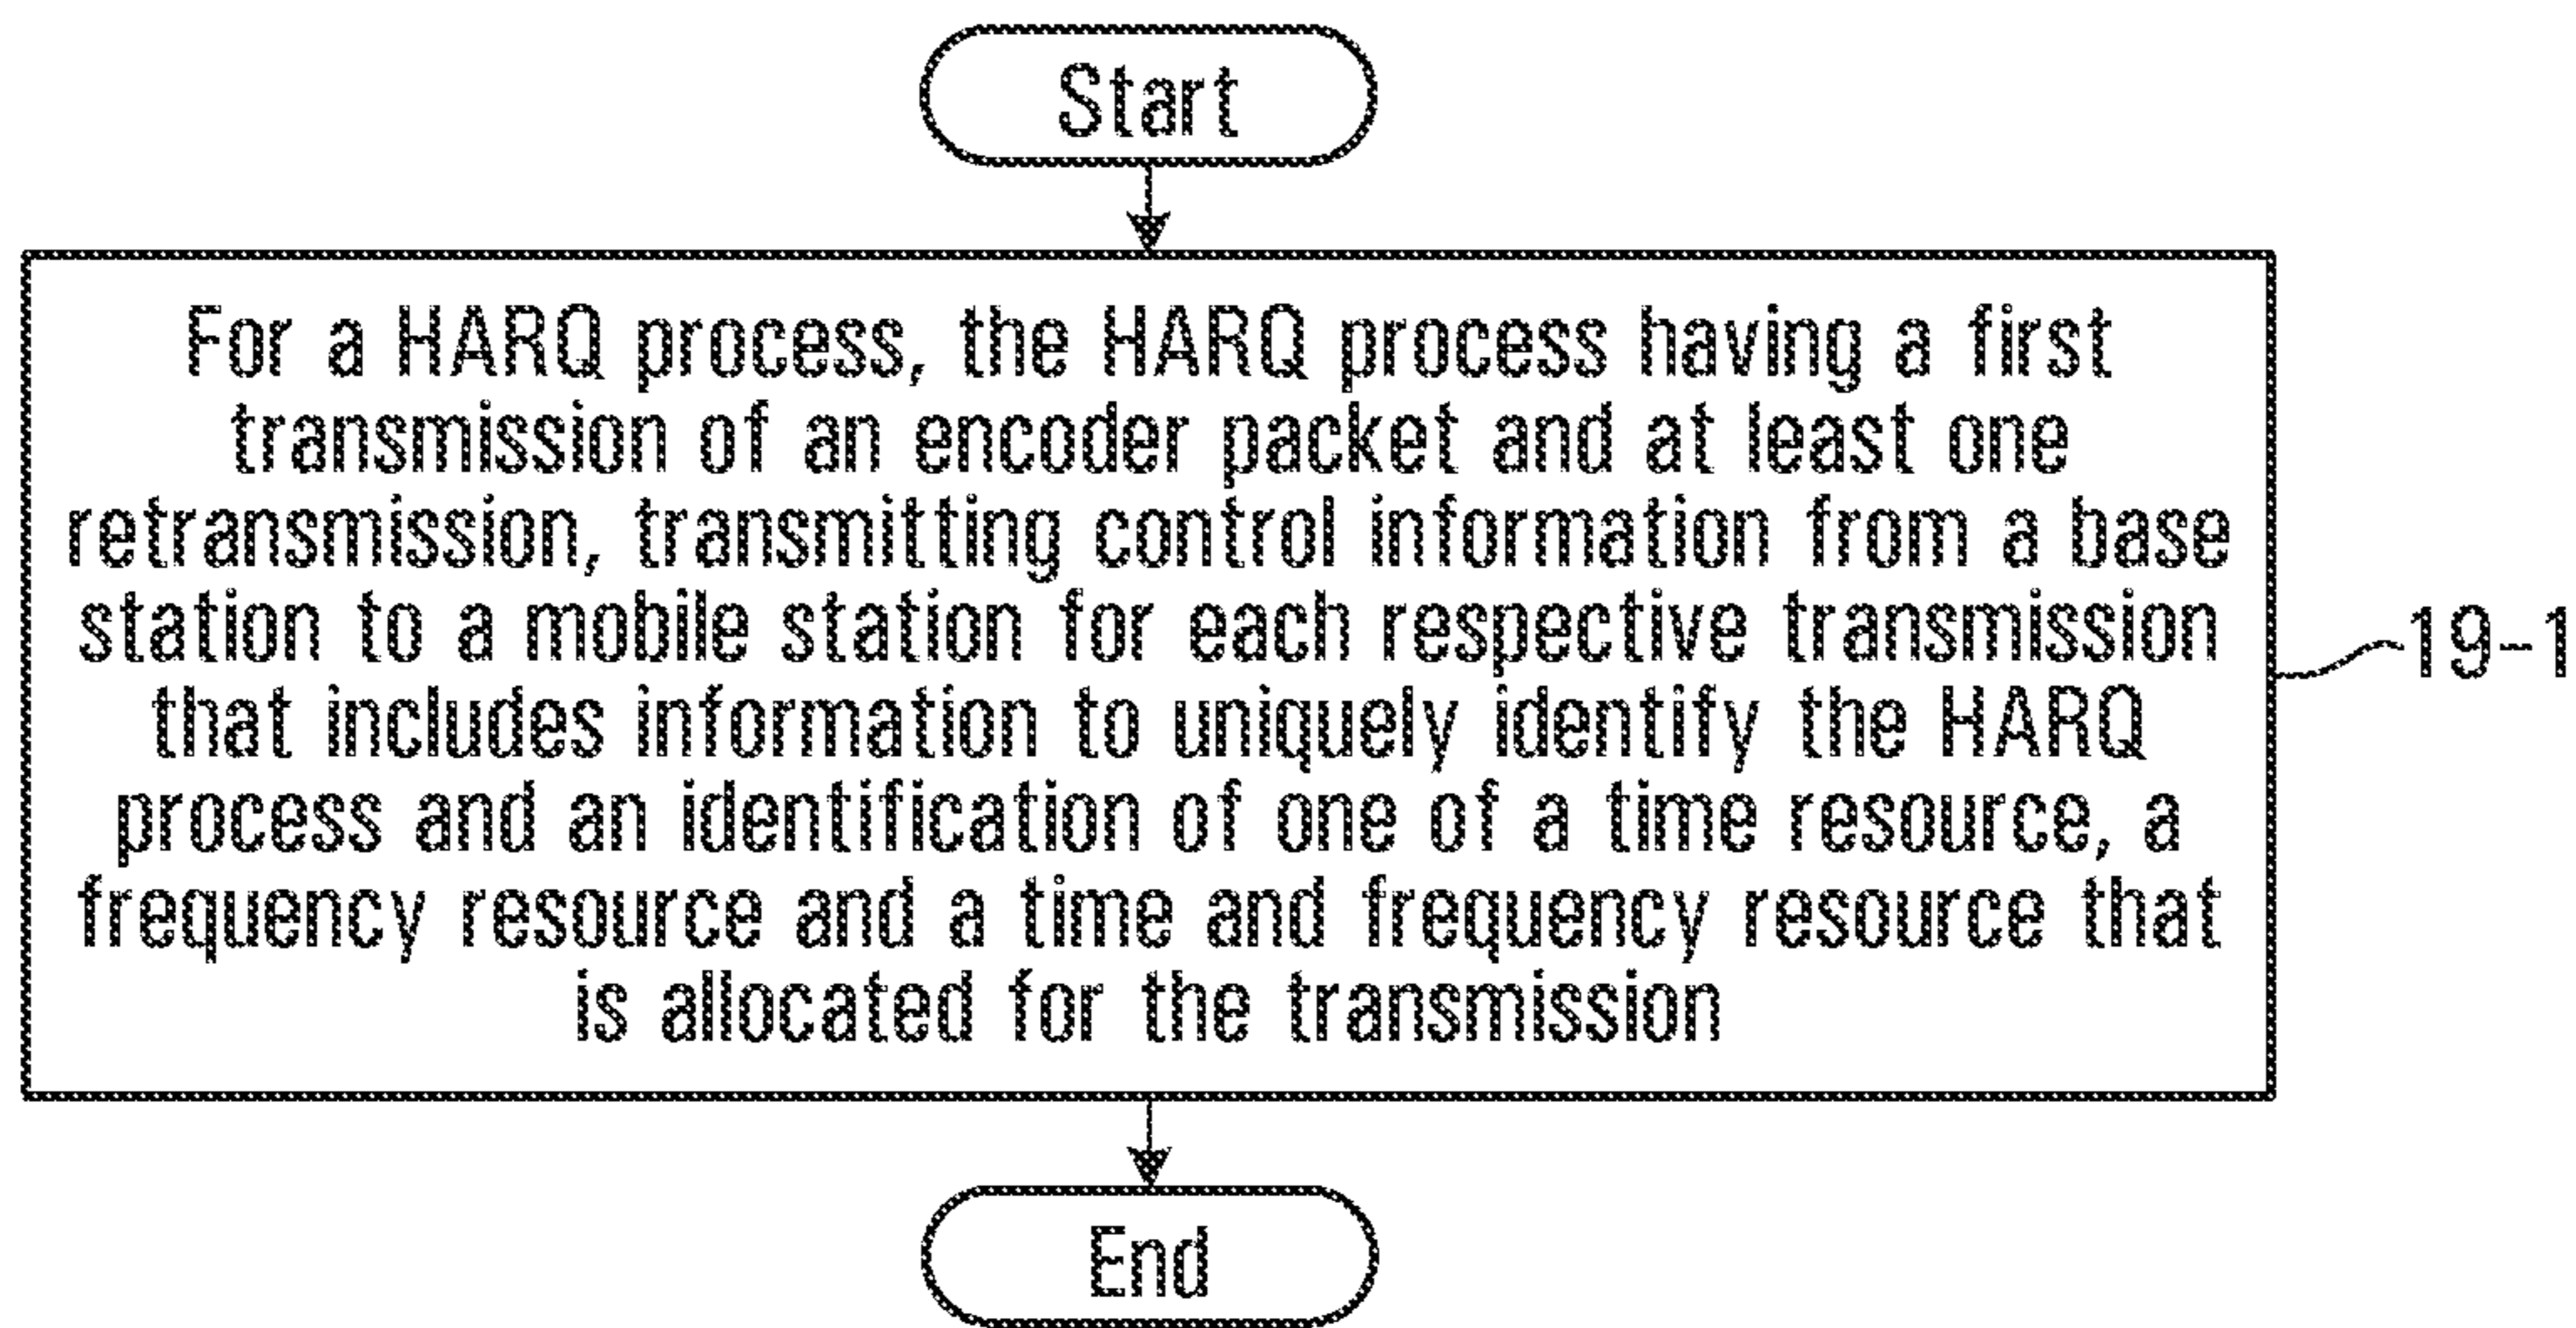 Start
For a HARQ process, the HARQ process having a first
transmission of an encoder packet and at least one
retransmission, transmitting control information from a base
station to a mobile station for each respective transmission
that includes information to uniquely identify the HARQ
process and an identification of one of a time resource, a
frequency resource and a time and frequency resource that
is allocated for the transmission
19-1
End